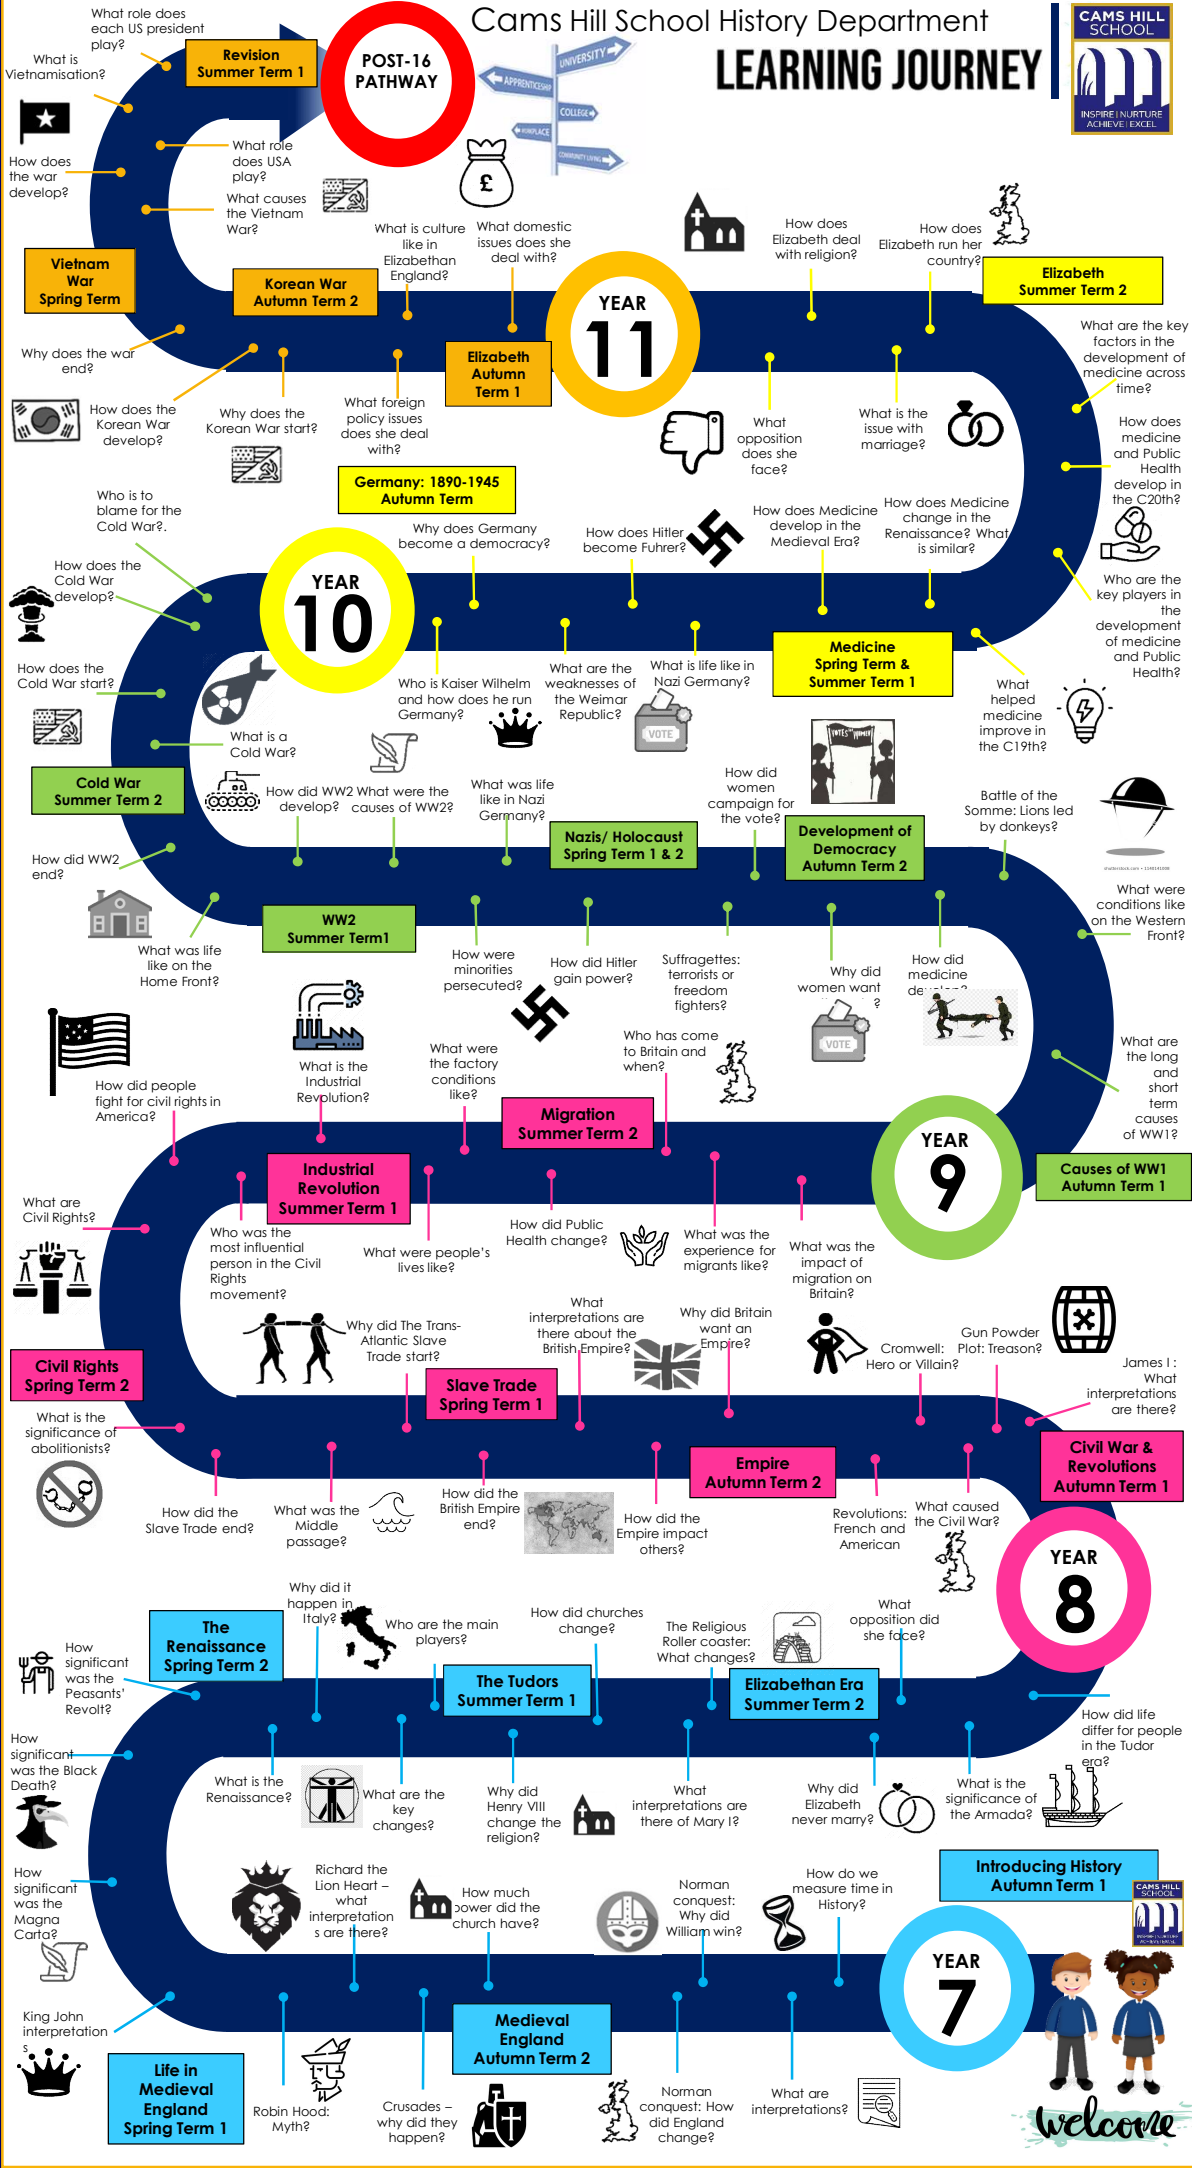 Cams Hill School History Department
LEARNING JOURNEY
CAMS HILL
SCHOOL
INSPIRE | NURTURE
ACHIEVE | EXCEL
What role does
each US president
play?
Revision
Summer Term 1
POST-16
PATHWAY
UNIVERSITY
APPRENTICESHIP
COLLEGE
WORKPLACE
COMMUNITY LIVING
What is
Vietnamisation?
How does
the war
develop?
What role
does USA
play?
What causes
the Vietnam
War?
£
Vietnam
War
Spring Term
Korean War
Autumn Term 2
What is culture
like in
Elizabethan
England?
What domestic
issues does she
deal with?
How does
Elizabeth deal
with religion?
How does
Elizabeth run her
country?
Elizabeth
Summer Term 2
YEAR
11
Why does the war
end?
Elizabeth
Autumn
Term 1
What are the key
factors in the
development of
medicine across
time?
How does the
Korean War
develop?
Why does the
Korean War start?
What foreign
policy issues
does she deal
with?
What
opposition
does she
face?
What is the
issue with
marriage?
How does
medicine
and Public
Health
develop in
the C20th?
Germany: 1890-1945
Autumn Term
Who is to
blame for the
Cold War?.
Why does Germany
become a democracy?
How does Hitler
become Fuhrer?
How does Medicine
develop in the
Medieval Era?
How does Medicine
change in the
Renaissance? What
is similar?
How does the
Cold War
develop?
YEAR
10
Who are the
key players in
the
development
of medicine
and Public
Health?
How does the
Cold War start?
Who is Kaiser Wilhelm
and how does he run
Germany?
What are the
weaknesses of
the Weimar
Republic?
What is life like in
Nazi Germany?
VOTE
Medicine
Spring Term &
Summer Term 1
What
helped
medicine
improve in
the C19th?
What is a
Cold War?
VOTES FOR WOMEN
Cold War
Summer Term 2
How did WW2
develop?
What were the
causes of WW2?
What was life
like in Nazi
Germany?
Nazis/ Holocaust
Spring Term 1 & 2
How did
women
campaign for
the vote?
Development of
Democracy
Autumn Term 2
Battle of the
Somme: Lions led
by donkeys?
How did WW2
end?
WW2
Summer Term1
What were
conditions like
on the Western
Front?
What was life
like on the
Home Front?
How were
minorities
persecuted?
How did Hitler
gain power?
Suffragettes:
terrorists or
freedom
fighters?
Why did
women want
?
VOTE
How did
medicine
What are
the long
and
short
term
causes
of WW1?
How did people
fight for civil rights in
America?
What is the
Industrial
Revolution?
What were
the factory
conditions
like?
Who has come
to Britain and
when?
Migration
Summer Term 2
YEAR
9
Causes of WW1
Autumn Term 1
Industrial
Revolution
Summer Term 1
What are
Civil Rights?
Who was the
most influential
person in the Civil
Rights
movement?
What were people's
lives like?
How did Public
Health change?
What was the
experience for
migrants like?
What was the
impact of
migration on
Britain?
Why did The Trans-
Atlantic Slave
Trade start?
What
interpretations are
there about the
British Empire?
Why did Britain
want an
Empire?
Cromwell:
Hero or Villain?
Gun Powder
Plot: Treason?
James I :
What
interpretations
are there?
Civil Rights
Spring Term 2
Slave Trade
Spring Term 1
What is the
significance of
abolitionists?
Empire
Autumn Term 2
Civil War &
Revolutions
Autumn Term 1
How did the
Slave Trade end?
What was the
Middle
passage?
How did the
British Empire
end?
How did the
Empire impact
others?
Revolutions:
French and
American
What caused
the Civil War?
YEAR
8
The
Renaissance
Spring Term 2
Why did it
happen in
Italy?
Who are the main
players?
How did churches
change?
The Religious
Roller coaster:
What changes?
What
opposition did
she face?
How
significant
was the
Peasants'
Revolt?
The Tudors
Summer Term 1
Elizabethan Era
Summer Term 2
How did life
differ for people
in the Tudor
era?
How
significant
was the Black
Death?
What is the
Renaissance?
What are the
key
changes?
Why did
Henry VIII
change the
religion?
What
interpretations are
there of Mary I?
Why did
Elizabeth
never marry?
What is the
significance of
the Armada?
Introducing History
Autumn Term 1
CAMS HILL
SCHOOL
How
significant
was the
Magna
Carta?
Richard the
Lion Heart –
what
interpretation
s are there?
How much
power did the
church have?
Norman
conquest:
Why did
William win?
How do we
measure time in
History?
YEAR
7
King John
interpretation
s
Life in
Medieval
England
Spring Term 1
Robin Hood:
Myth?
Medieval
England
Autumn Term 2
Crusades –
why did they
happen?
Norman
conquest: How
did England
change?
What are
interpretations?
welcome